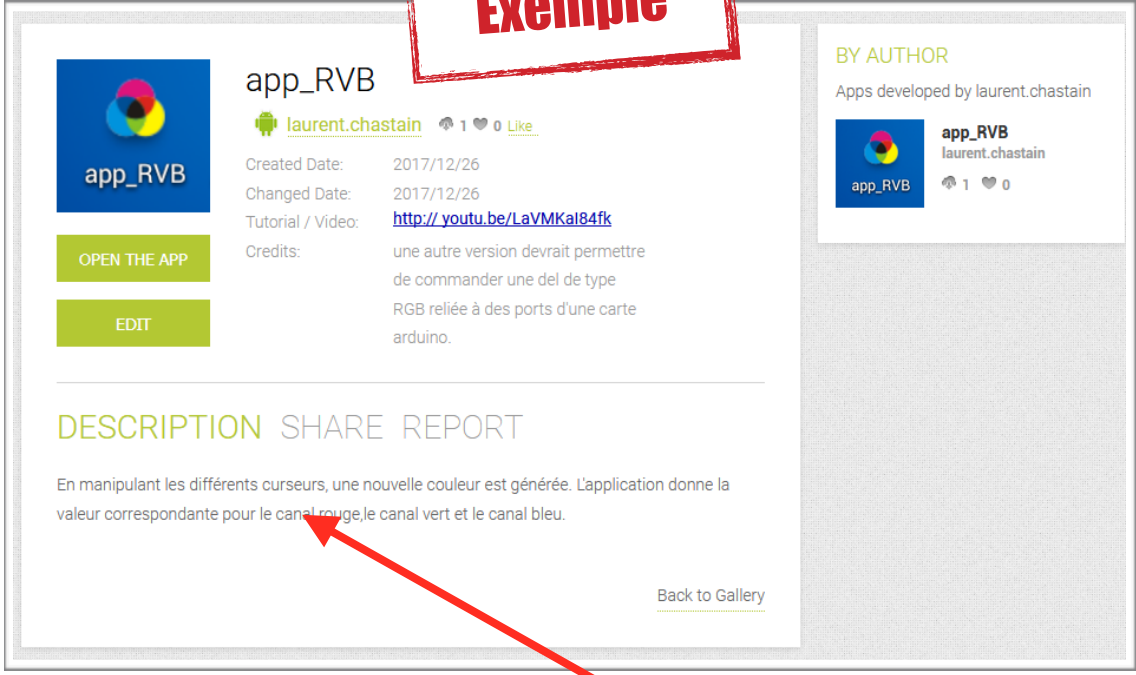 Exemple
app_RVB
app_RVB
laurent.chastain 1 0 Like
Created Date: 2017/12/26
Changed Date: 2017/12/26
Tutorial / Video: http:// youtu.be/LaVMKaI84fk
Credits: une autre version devrait permettre
de commander une del de type
RGB reliée à des ports d'une carte
arduino.
OPEN THE APP
EDIT
DESCRIPTION SHARE REPORT
En manipulant les différents curseurs, une nouvelle couleur est générée. L'application donne la
valeur correspondante pour le canal rouge,le canal vert et le canal bleu.
Back to Gallery
BY AUTHOR
Apps developed by laurent.chastain
app_RVB
app_RVB
laurent.chastain
1 0